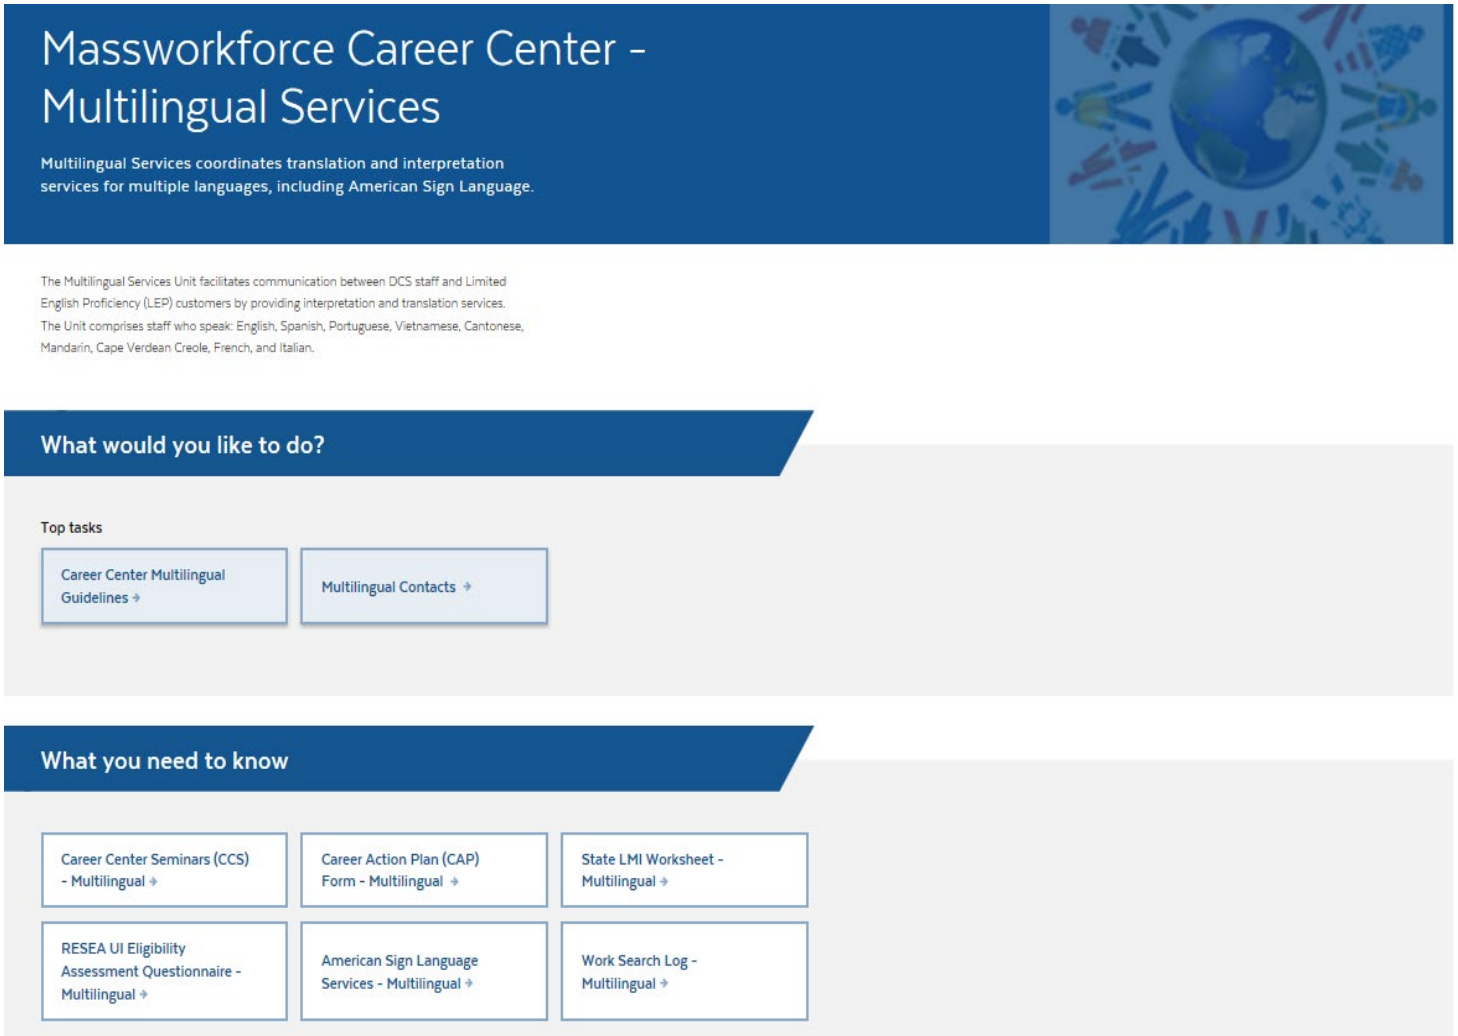 Massworkforce Career Center -
Multilingual Services
Multilingual Services coordinates translation and interpretation
services for multiple languages, including American Sign Language.
The Multilingual Services Unit facilitates communication between DCS staff and Limited
English Proficiency (LEP) customers by providing interpretation and translation services.
The Unit comprises staff who speak: English, Spanish, Portuguese, Vietnamese, Cantonese,
Mandarin, Cape Verdean Creole, French, and Italian.
What would you like to do?
Top tasks
Career Center Multilingual
Guidelines →
Multilingual Contacts →
What you need to know
Career Center Seminars (CCS)
- Multilingual →
Career Action Plan (CAP)
Form - Multilingual →
State LMI Worksheet -
Multilingual →
RESEA UI Eligibility
Assessment Questionnaire -
Multilingual →
American Sign Language
Services - Multilingual →
Work Search Log -
Multilingual →